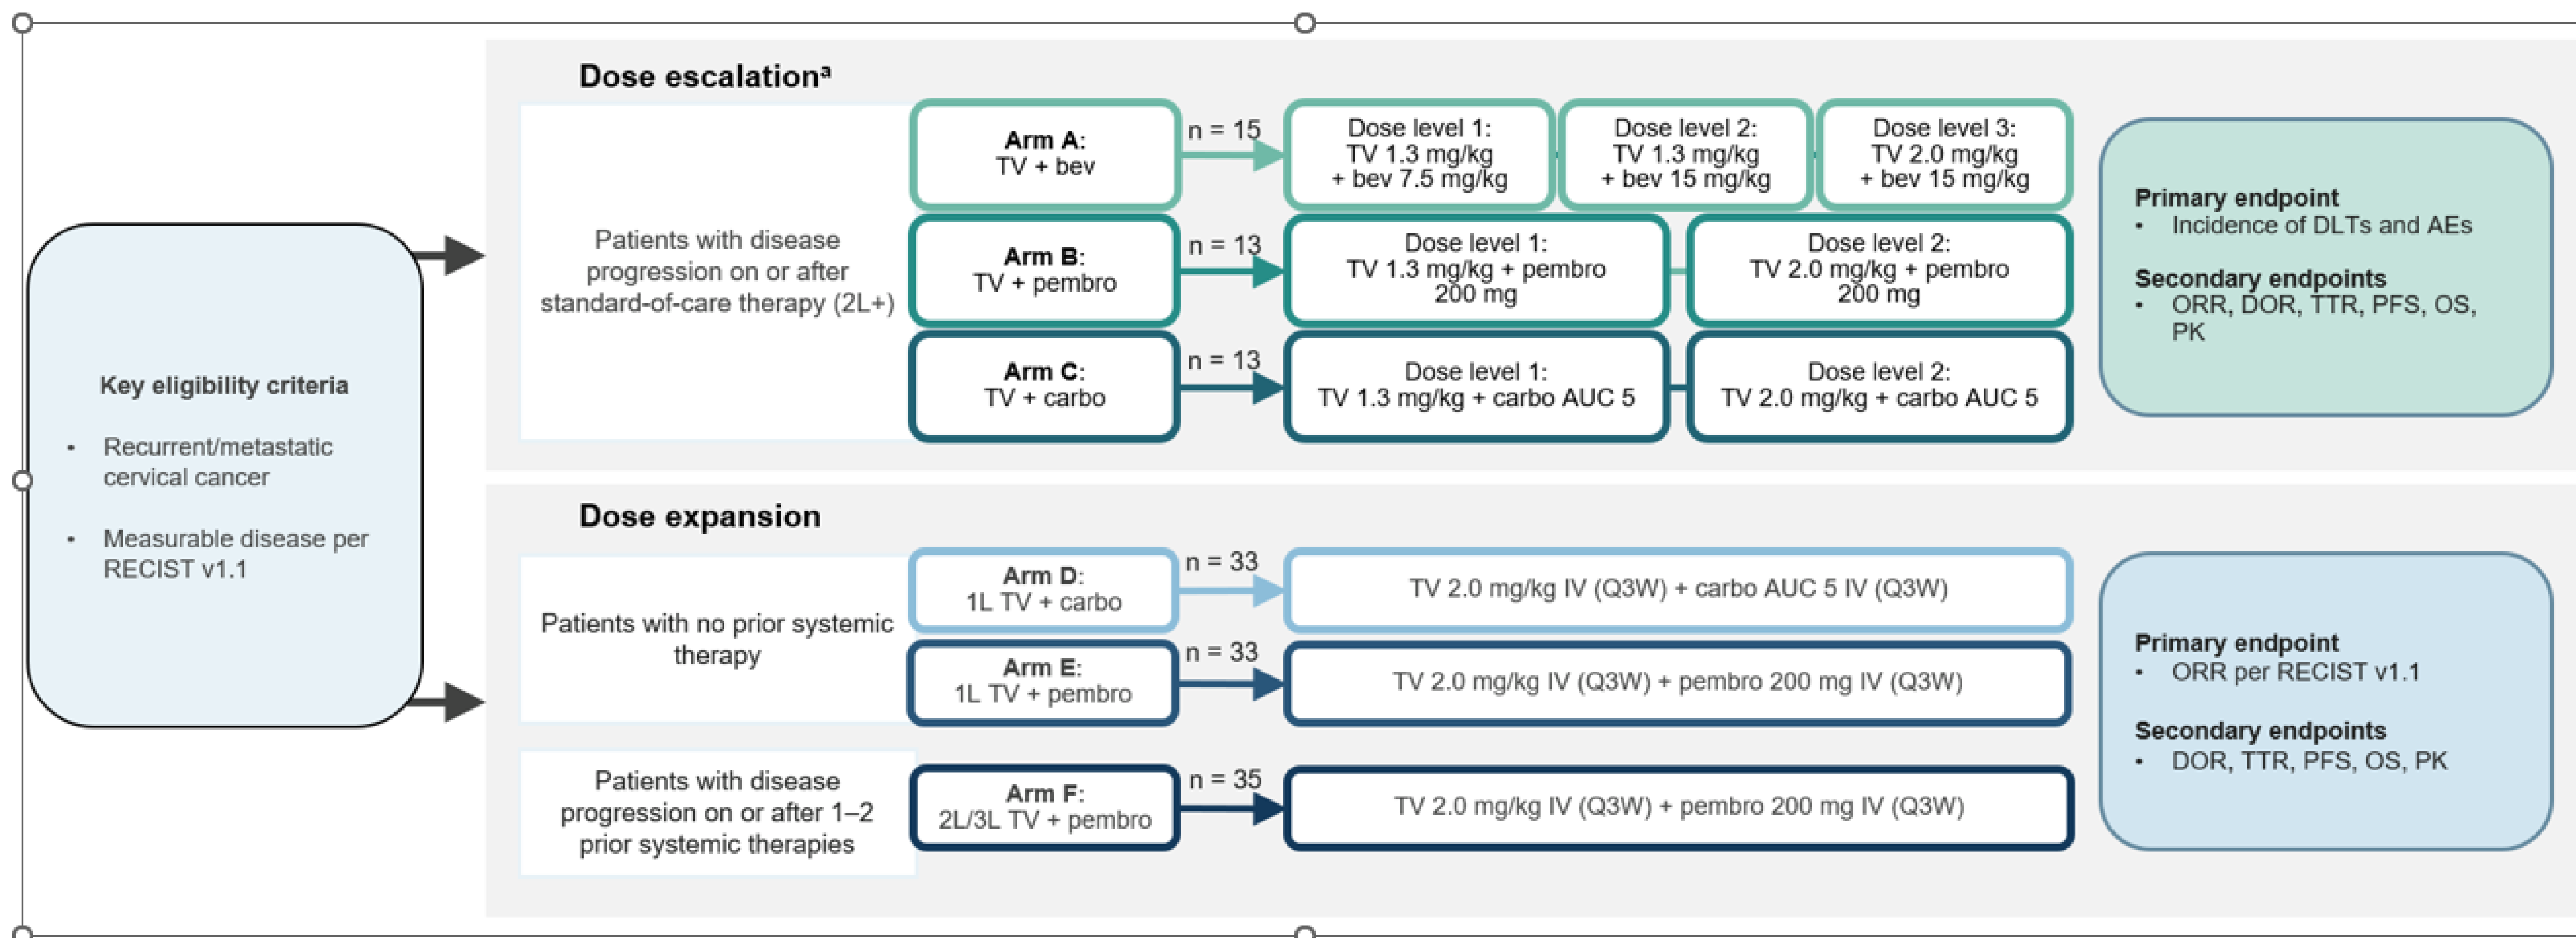 Key eligibility criteria
• Recurrent/metastatic
cervical cancer
• Measurable disease per
RECIST v1.1
Dose escalationᵃ
Patients with disease
progression on or after
standard-of-care therapy (2L+)
Arm A:
TV + bev
n = 15
Dose level 1:
TV 1.3 mg/kg
+ bev 7.5 mg/kg
Dose level 2:
TV 1.3 mg/kg
+ bev 15 mg/kg
Dose level 3:
TV 2.0 mg/kg
+ bev 15 mg/kg
Arm B:
TV + pembro
n = 13
Dose level 1:
TV 1.3 mg/kg + pembro
200 mg
Dose level 2:
TV 2.0 mg/kg + pembro
200 mg
Arm C:
TV + carbo
n = 13
Dose level 1:
TV 1.3 mg/kg + carbo AUC 5
Dose level 2:
TV 2.0 mg/kg + carbo AUC 5
Primary endpoint
• Incidence of DLTs and AEs
Secondary endpoints
• ORR, DOR, TTR, PFS, OS,
PK
Dose expansion
Patients with no prior systemic
therapy
Arm D:
1L TV + carbo
n = 33
TV 2.0 mg/kg IV (Q3W) + carbo AUC 5 IV (Q3W)
Arm E:
1L TV + pembro
n = 33
TV 2.0 mg/kg IV (Q3W) + pembro 200 mg IV (Q3W)
Patients with disease
progression on or after 1–2
prior systemic therapies
Arm F:
2L/3L TV + pembro
n = 35
TV 2.0 mg/kg IV (Q3W) + pembro 200 mg IV (Q3W)
Primary endpoint
• ORR per RECIST v1.1
Secondary endpoints
• DOR, TTR, PFS, OS, PK